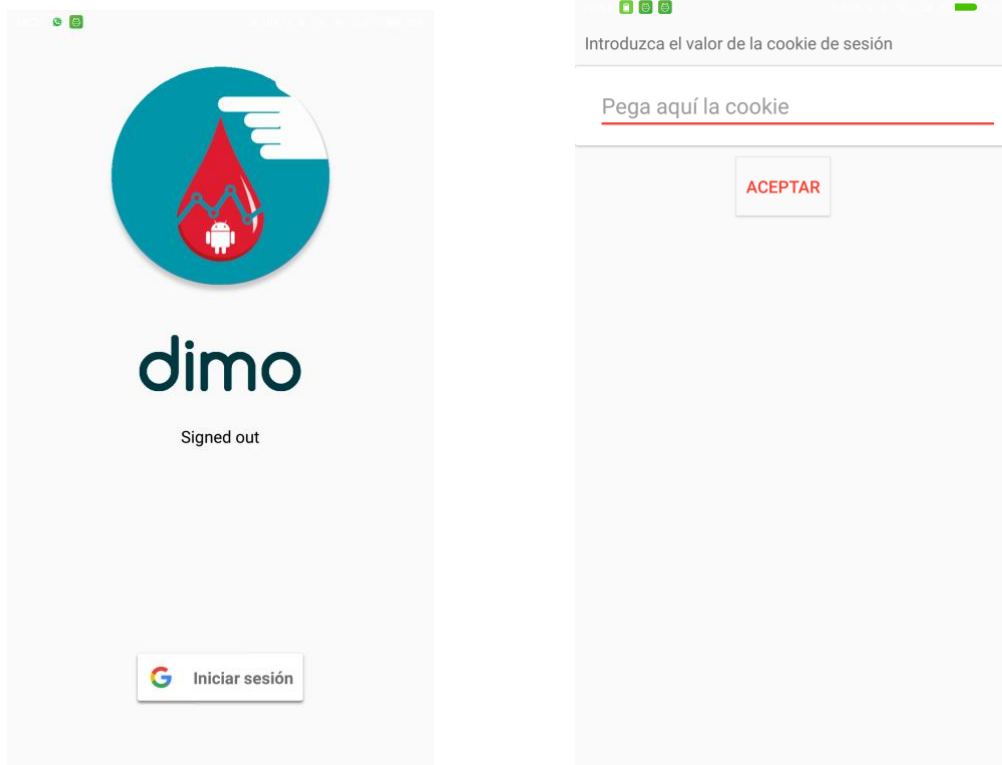 dimo
Signed out
Iniciar sesión
Introduzca el valor de la cookie de sesión
Pega aquí la cookie
ACEPTAR